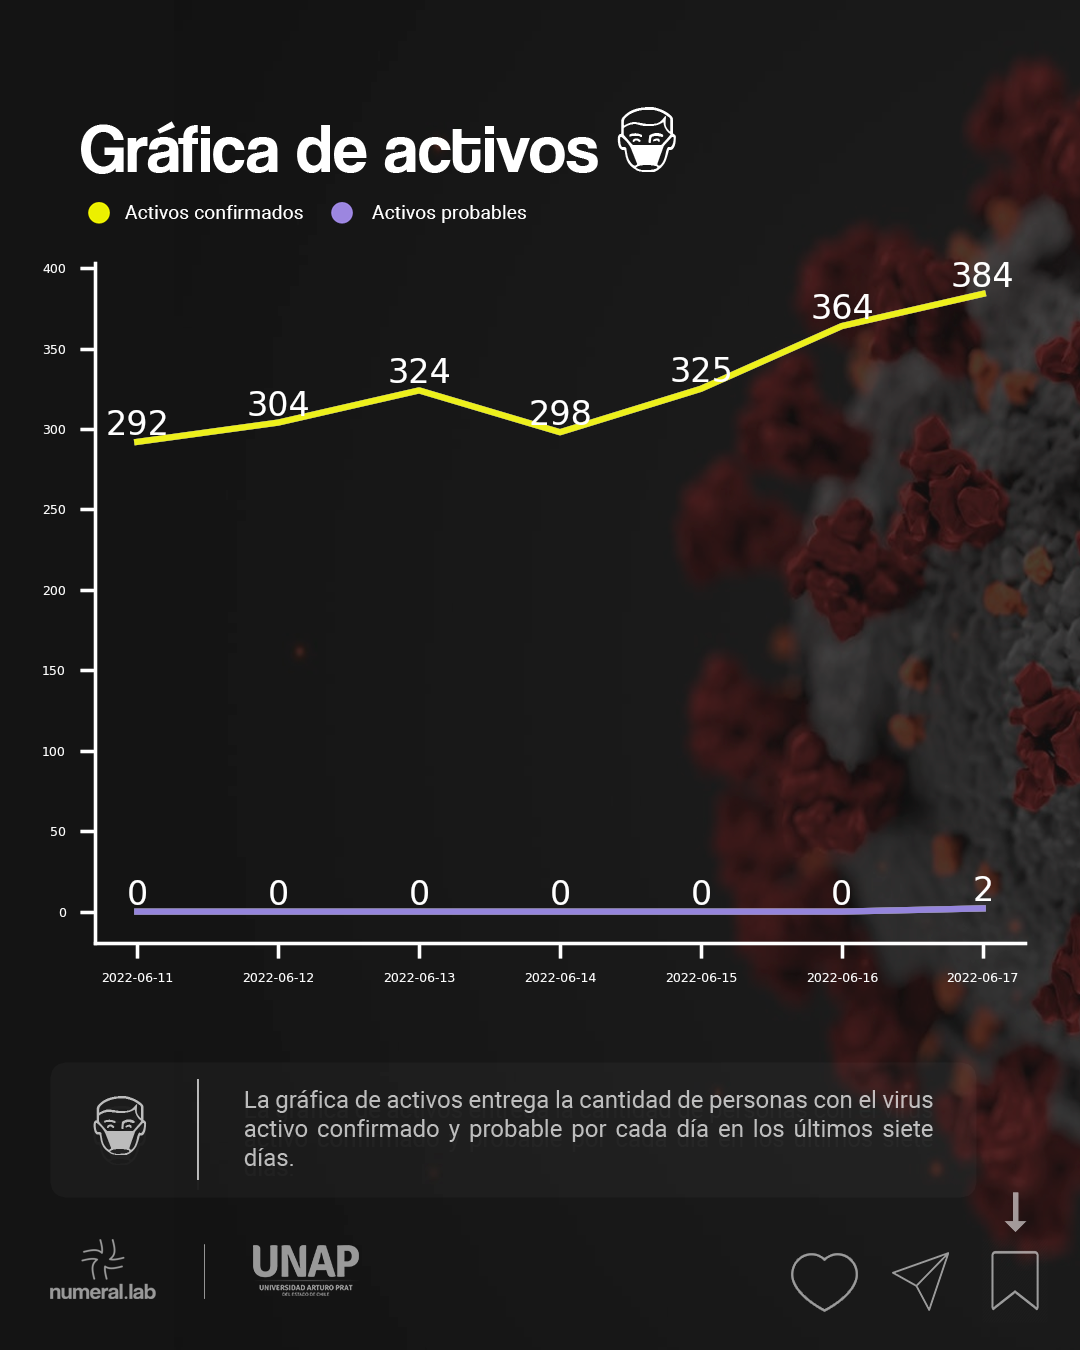 Gráfica de activos
Activos confirmados Activos probables
400
350
300
250
200
150
100
50
0
292 304 324 298 325 364 384
0 0 0 0 0 0 2
2022-06-11 2022-06-12 2022-06-13 2022-06-14 2022-06-15 2022-06-16 2022-06-17
La gráfica de activos entrega la cantidad de personas con el virus
activo confirmado y probable por cada día en los últimos siete
días.
numeral.lab
UNAP
UNIVERSIDAD ARTURO PRAT
DEL ESTADO DE CHILE